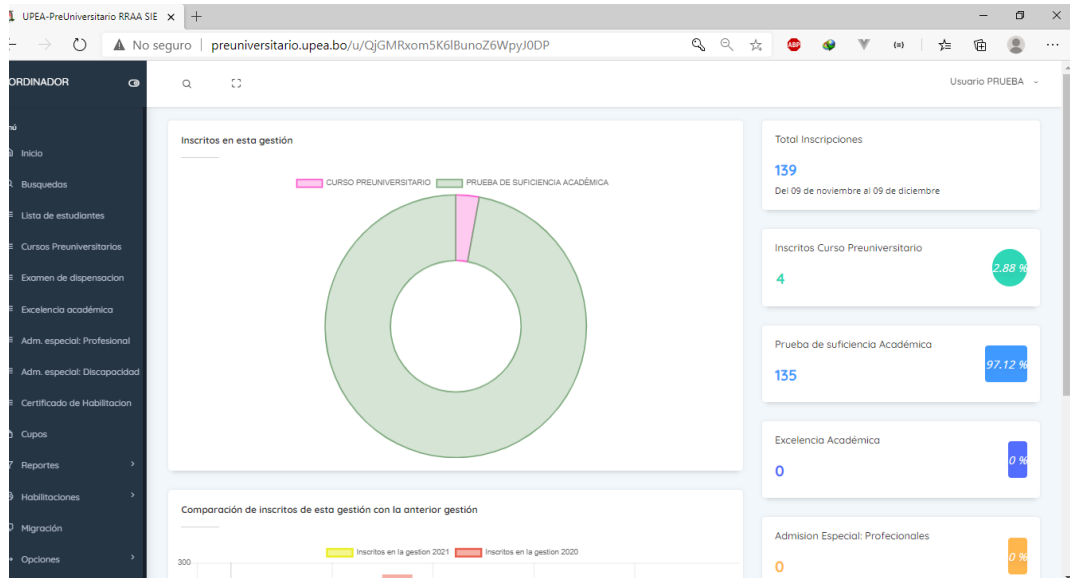 UPEA-PreUniversitario RRAA SIE
No seguro preuniversitario.upea.bo/u/QjGMRxom5K6lBunoZ6WpyJ0DP
ABP
ORDINADOR
Usuario PRUEBA
nú
Inicio
Busquedas
Lista de estudiantes
Cursos Preuniversitarios
Examen de dispensacion
Excelencia académica
Adm. especial: Profesional
Adm. especial: Discapacidad
Certificado de Habilitacion
Cupos
Reportes
Habilitaciones
Migración
Opciones
Inscritos en esta gestión
CURSO PREUNIVERSITARIO PRUEBA DE SUFICIENCIA ACADÉMICA
Comparación de inscritos de esta gestión con la anterior gestión
Inscritos en la gestion 2021 Inscritos en la gestion 2020
300
Total Inscripciones
139
Del 09 de noviembre al 09 de diciembre
Inscritos Curso Preuniversitario
4
2.88 %
Prueba de suficiencia Académica
135
97.12 %
Excelencia Académica
0
0 %
Admision Especial: Profecionales
0
0 %